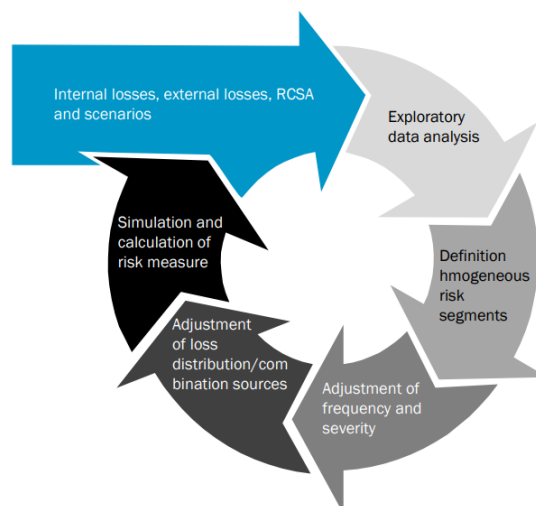 Internal losses, external losses, RCSA
and scenarios
Exploratory
data analysis
Definition
hmogeneous
risk
segments
Adjustment of
frequency and
severity
Adjustment
of loss
distribution/com
bination sources
Simulation and
calculation of
risk measure